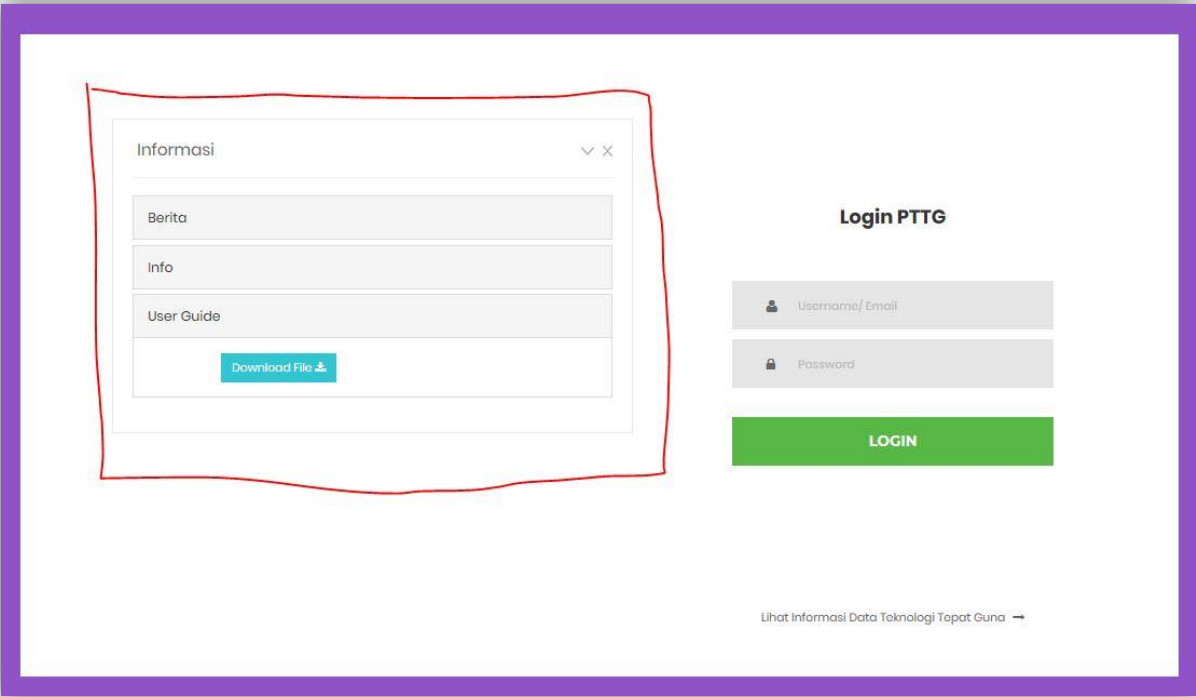 Informasi
Berita
Info
User Guide
Download File
Login PTTG
Username/ Email
Password
LOGIN
Lihat Informasi Data Teknologi Tepat Guna →